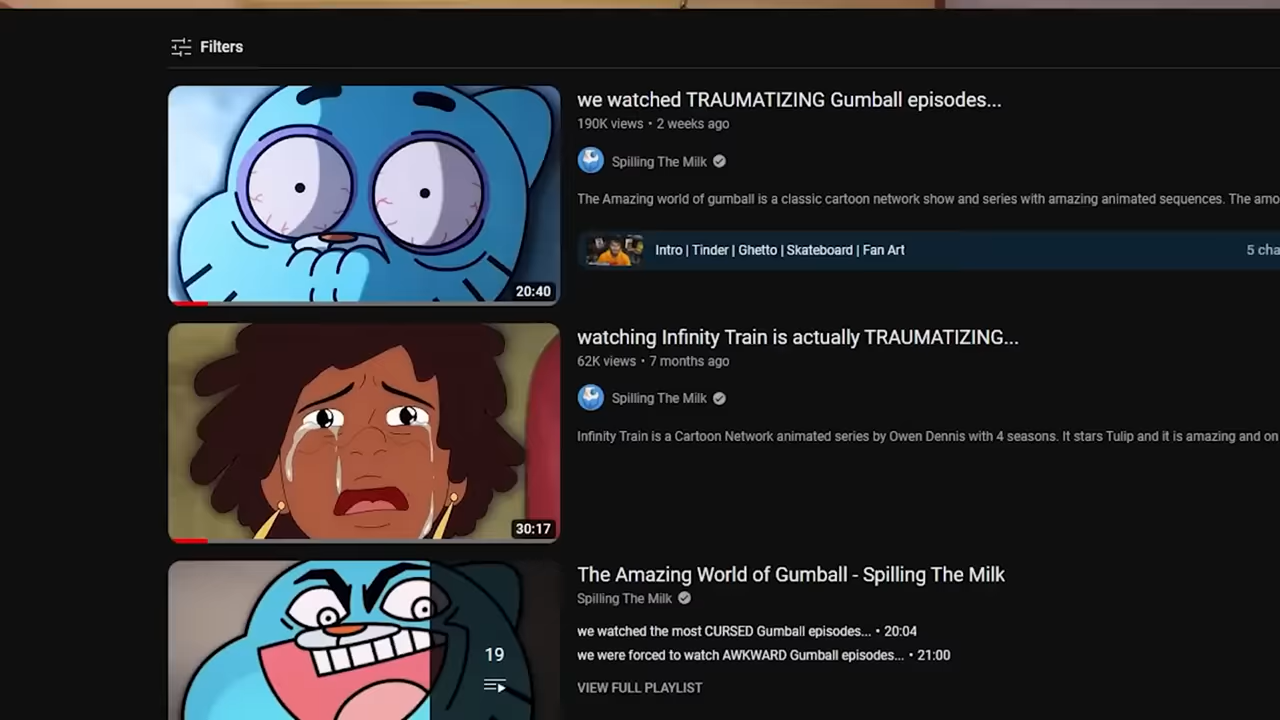 Filters
we watched TRAUMATIZING Gumball episodes...
190K views • 2 weeks ago
Spilling The Milk
The Amazing world of gumball is a classic cartoon network show and series with amazing animated sequences. The amo
Intro | Tinder | Ghetto | Skateboard | Fan Art
5 cha
20:40
watching Infinity Train is actually TRAUMATIZING...
62K views • 7 months ago
Spilling The Milk
Infinity Train is a Cartoon Network animated series by Owen Dennis with 4 seasons. It stars Tulip and it is amazing and on
30:17
The Amazing World of Gumball - Spilling The Milk
Spilling The Milk
we watched the most CURSED Gumball episodes... • 20:04
we were forced to watch AWKWARD Gumball episodes... • 21:00
19
VIEW FULL PLAYLIST